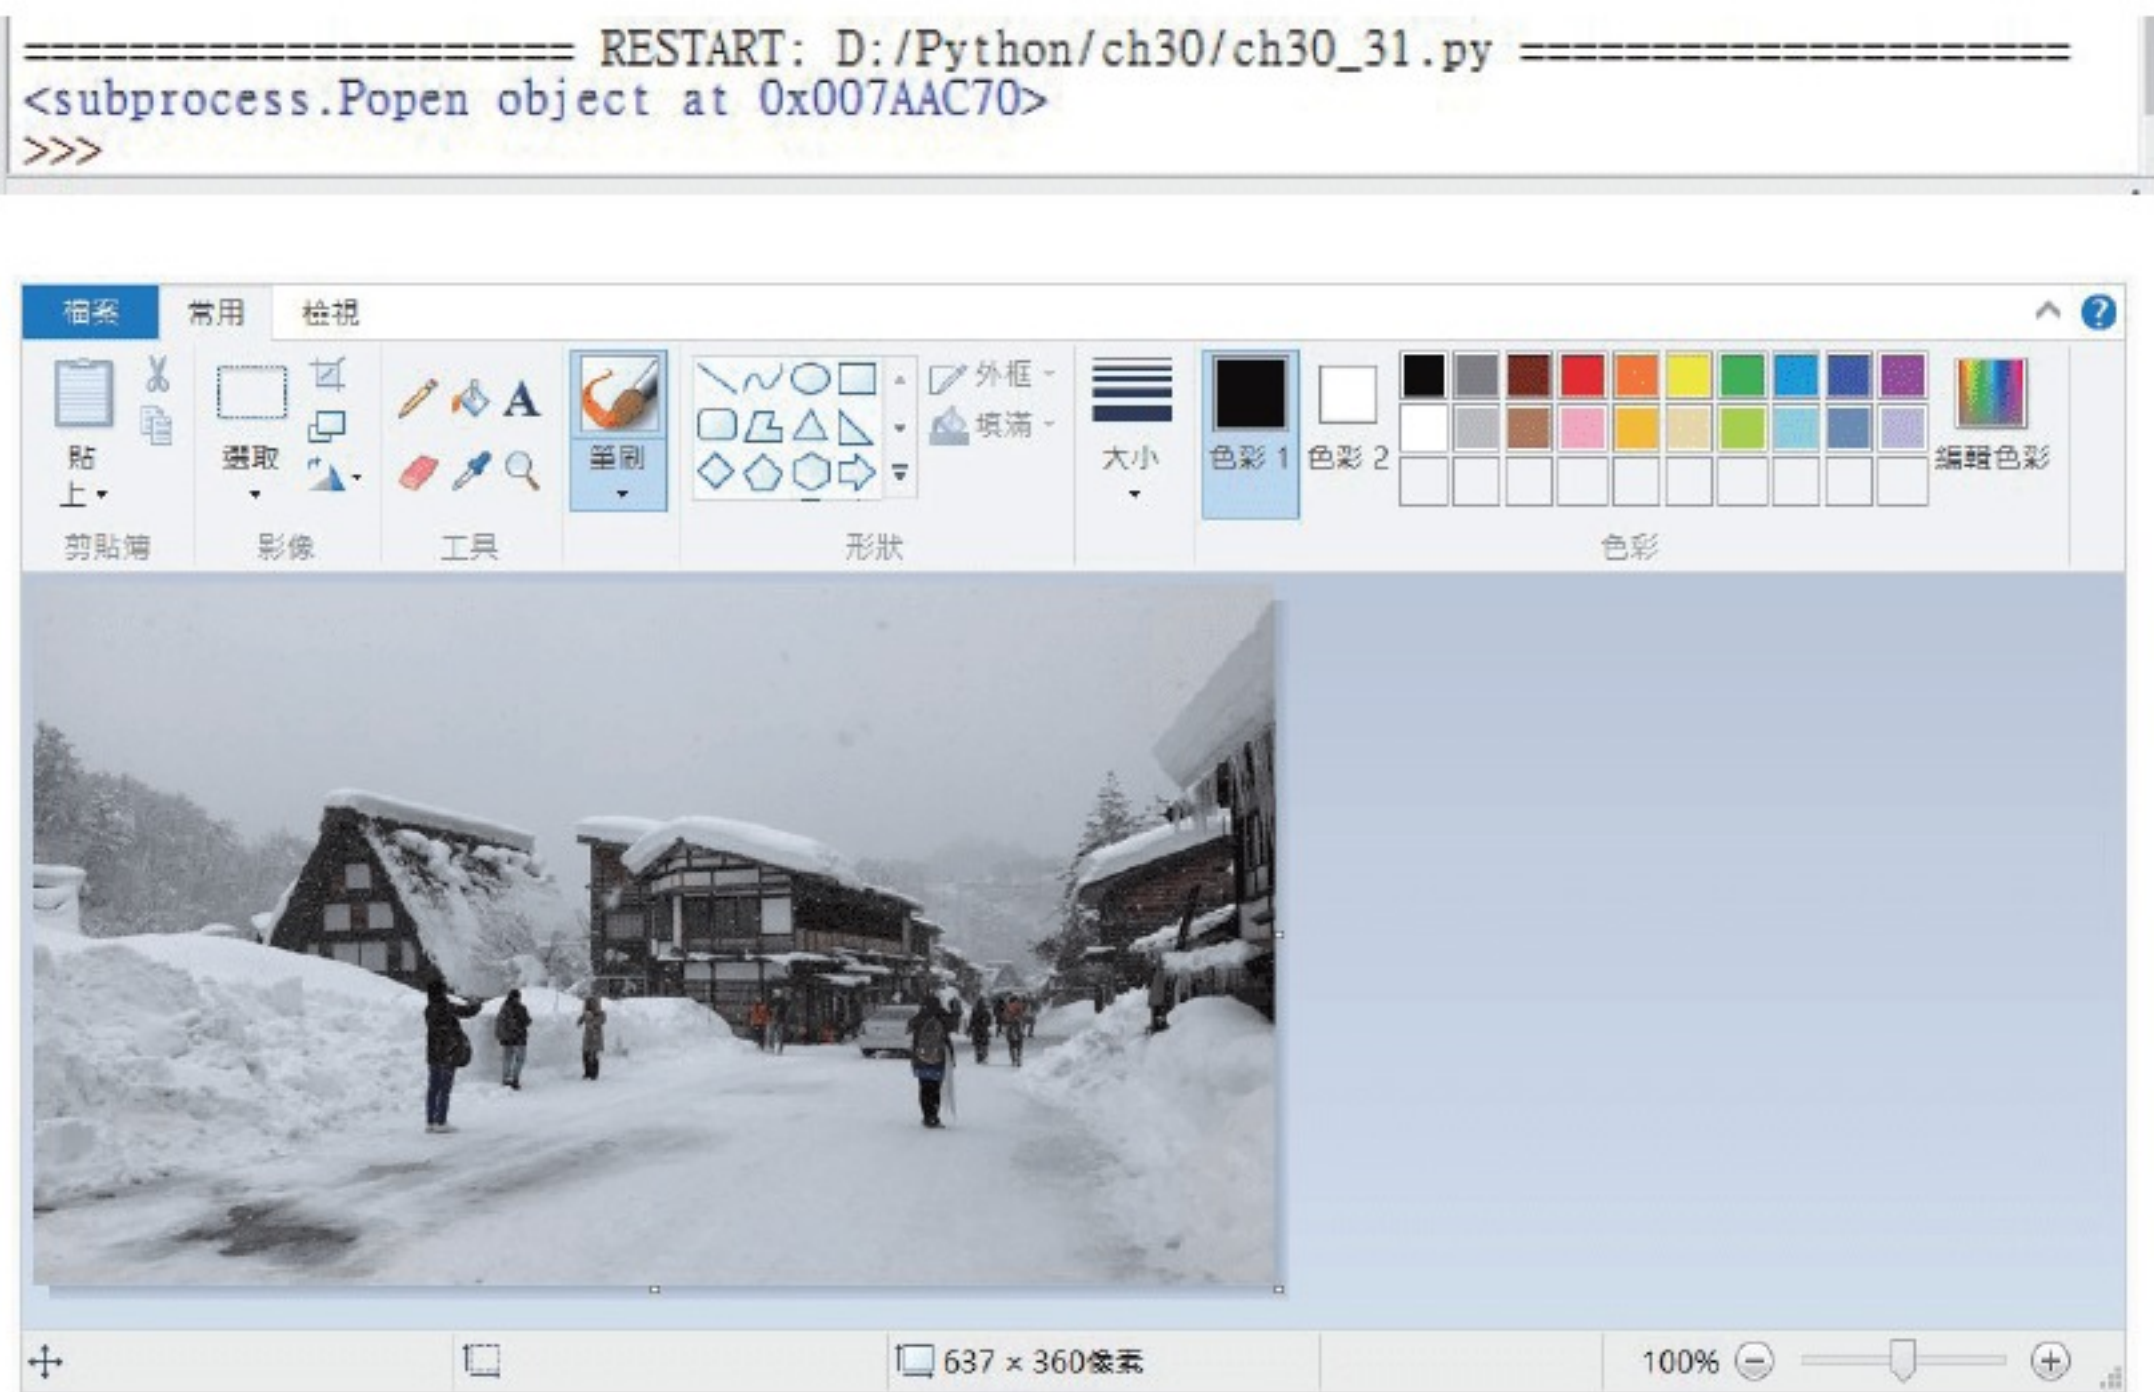 ===================== RESTART: D:/Python/ch30/ch30_31.py =====================
<subprocess.Popen object at 0x007AAC70>
>>>
檔案 常用 檢視
外框
填滿
貼上
選取
筆刷
大小
色彩 1
色彩 2
編輯色彩
剪貼簿 影像 工具 形狀 色彩
637 × 360像素 100%